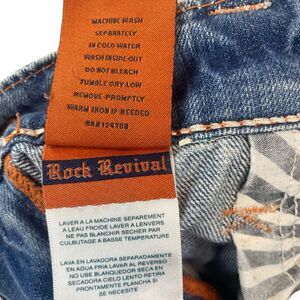 MACHINE WASH
SEPARATELY
IN COLD WATER
WASH INSIDE OUT
DO NOT BLEACH
TUMBLE DRY LOW
REMOVE PROMPTLY
WARM IRON IF NEEDED
RN# 124708
Rock Revival
LAVER A LA MACHINE SEPAREMENT
A L'EAU FROIDE LAVER A L'ENVERS
NE PAS BLANCHIR SECHER PAR
CULBUTAGE A BASSE TEMPERATURE
LAVA EN LAVADORA SEPARADAMENTE
EN AGUA FRIA LAVAR AL REVERSO
NO USE BLANQUEADOR SECA EN
SECADORA CIELO LENTO RETIRA
PRONTAMENTE PLANCHA SI
SE NECESITE